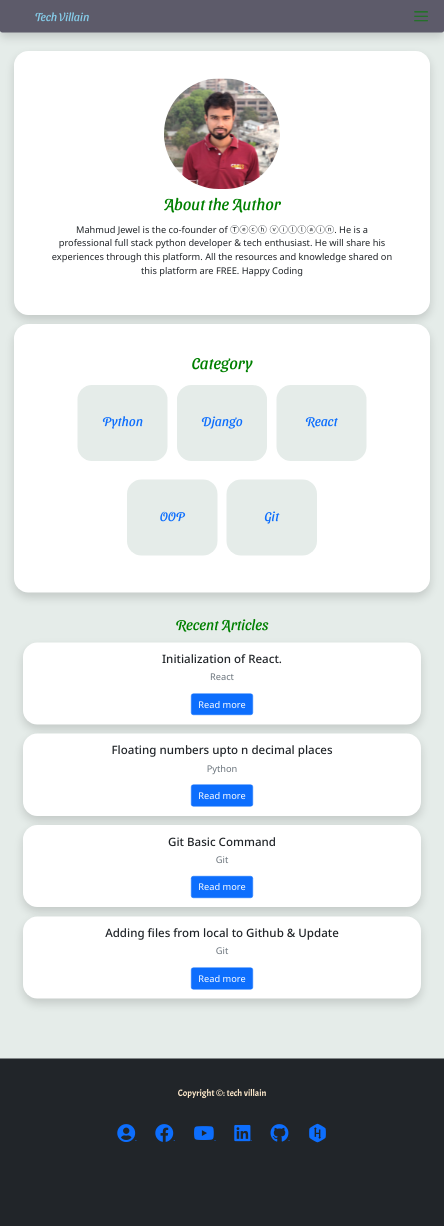 Tech Villain
About the Author
Mahmud Jewel is the co-founder of Ⓣⓔⓒⓗ ⓥⓘⓛⓛⓐⓘⓝ. He is a
professional full stack python developer & tech enthusiast. He will share his
experiences through this platform. All the resources and knowledge shared on
this platform are FREE. Happy Coding
Category
Python Django React
OOP Git
Recent Articles
Initialization of React.
React
Read more
Floating numbers upto n decimal places
Python
Read more
Git Basic Command
Git
Read more
Adding files from local to Github & Update
Git
Read more
Copyright ©: tech villain